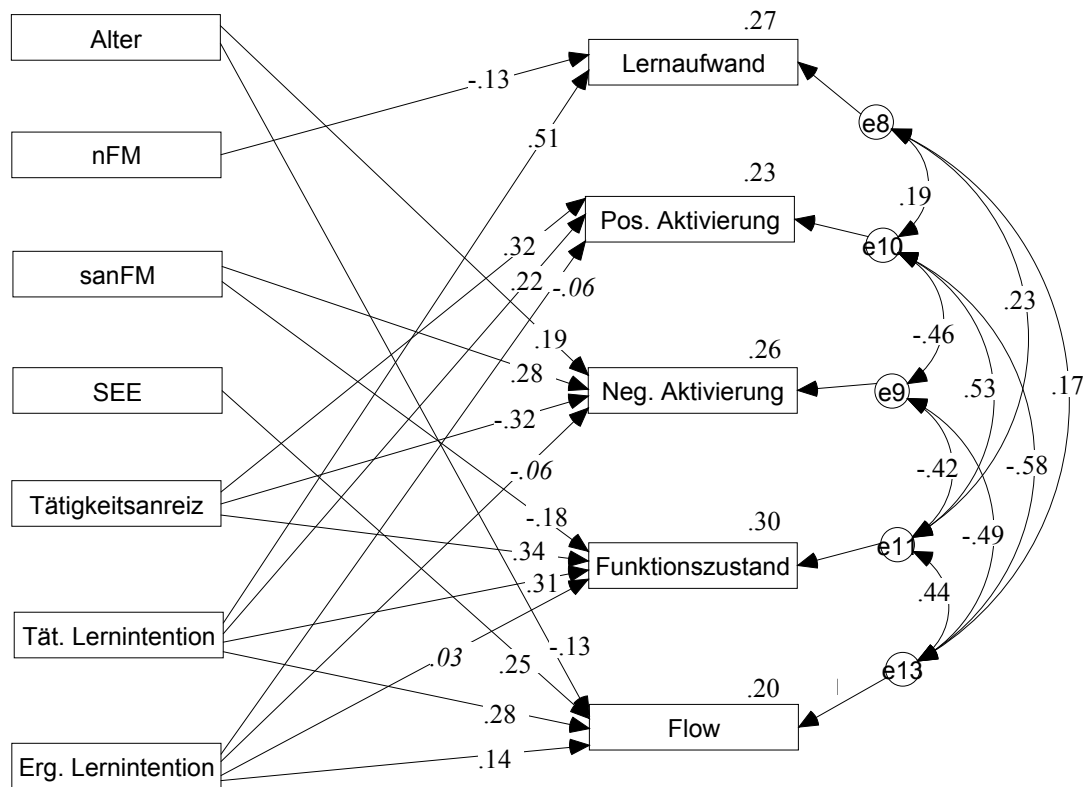 Alter
nFM
sanFM
SEE
Tätigkeitsanreiz
Tät. Lernintention
Erg. Lernintention
-.13
.51
.32
.22
-.06
.19
.28
-.32
-.06
-.18
.34
.31
.03
-.13
.25
.28
.14
.27
Lernaufwand
.23
Pos. Aktivierung
.26
Neg. Aktivierung
.30
Funktionszustand
.20
Flow
e8
e10
e9
e11
e13
.19
.23
-.46
.53
.17
-.42
-.58
-.49
.44